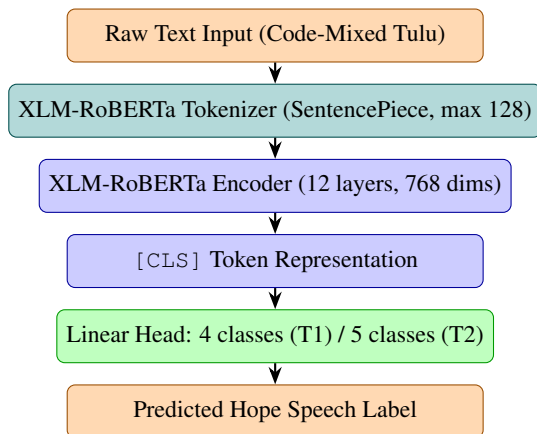 Raw Text Input (Code-Mixed Tulu)
XLM-RoBERTa Tokenizer (SentencePiece, max 128)
XLM-RoBERTa Encoder (12 layers, 768 dims)
[CLS] Token Representation
Linear Head: 4 classes (T1) / 5 classes (T2)
Predicted Hope Speech Label